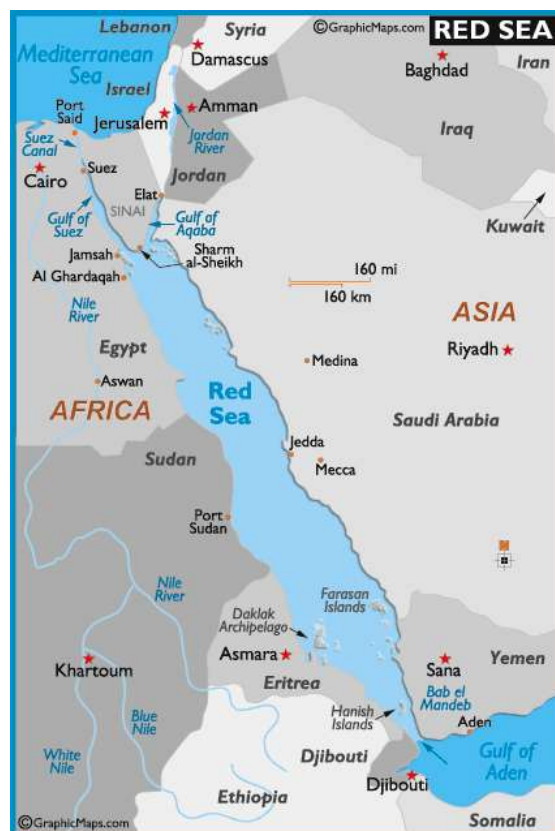 Lebanon
Syria
©GraphicMaps.com
RED SEA
Mediterranean
Sea
Damascus
Baghdad
Iran
Israel
Port
Said
Jerusalem
Amman
Jordan
River
Iraq
Suez
Canal
Cairo
Suez
Jordan
Elat
SINAI
Gulf of
Suez
Gulf of
Aqaba
Kuwait
Sharm
al-Sheikh
Jamsah
Al Ghardaqah
160 mi
160 km
Nile
River
ASIA
Egypt
Medina
Riyadh
Aswan
Red
Sea
AFRICA
Saudi Arabia
Jedda
Mecca
Sudan
Port
Sudan
N
Nile
River
Farasan
Islands
Daklak
Archipelago
Khartoum
Asmara
Sana
Yemen
Eritrea
Bab el
Mandeb
Hanish
Islands
Aden
Blue
Nile
White
Nile
Djibouti
Gulf of
Aden
Djibouti
Ethiopia
Somalia
©GraphicMaps.com